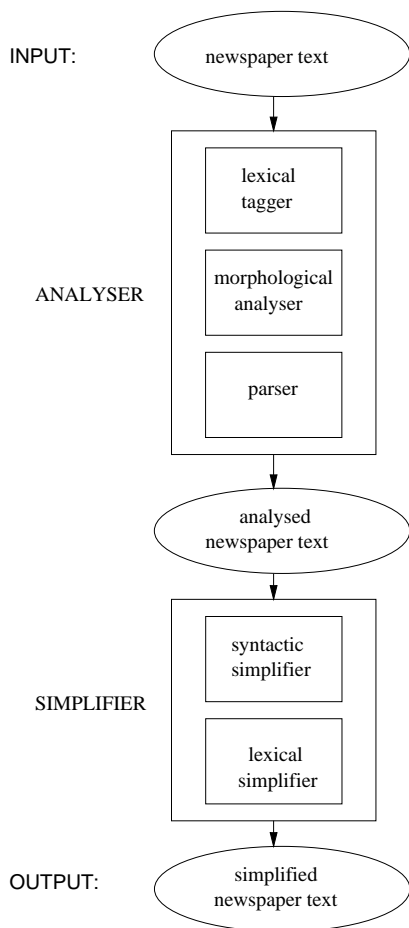 INPUT:
newspaper text
lexical
tagger
ANALYSER
morphological
analyser
parser
analysed
newspaper text
syntactic
simplifier
SIMPLIFIER
lexical
simplifier
OUTPUT:
simplified
newspaper text